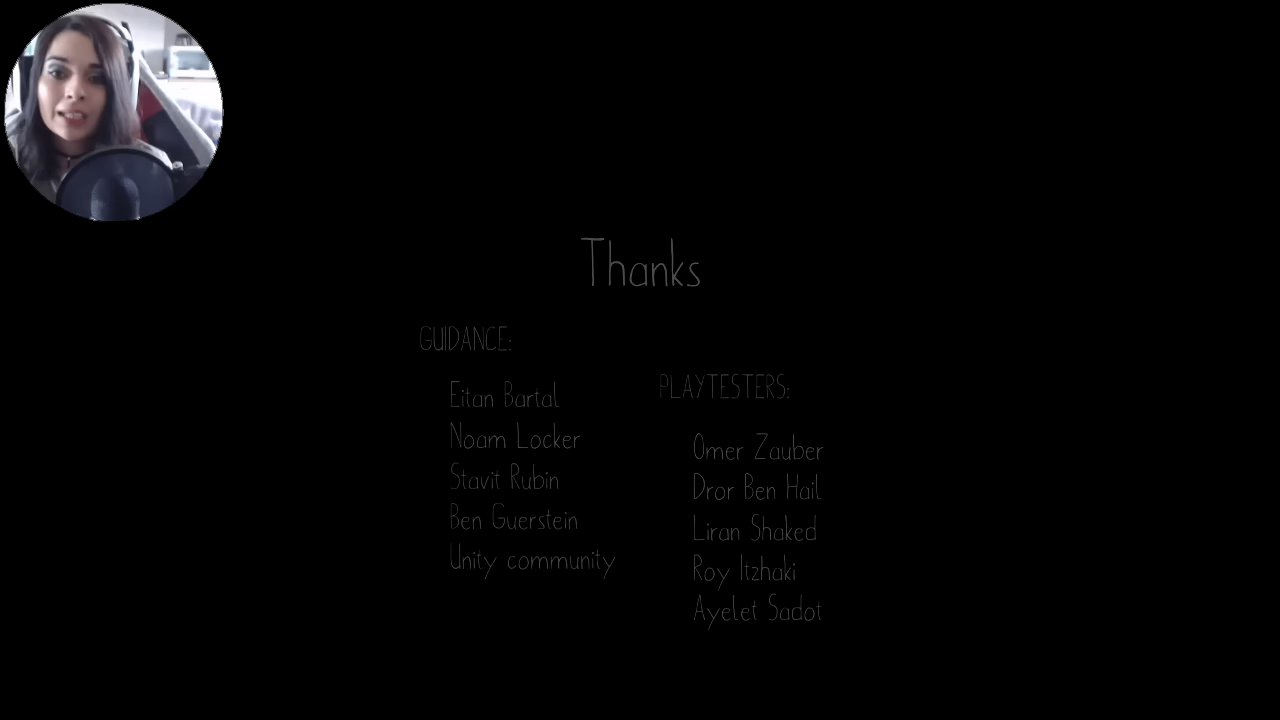 Thanks
GUIDANCE:
Eitan Bartal
Noam Locker
Stavit Rubin
Ben Guerstein
Unity community
PLAYTESTERS:
Omer Zauber
Dror Ben Hail
Liran Shaked
Roy Itzhaki
Ayelet Sadot